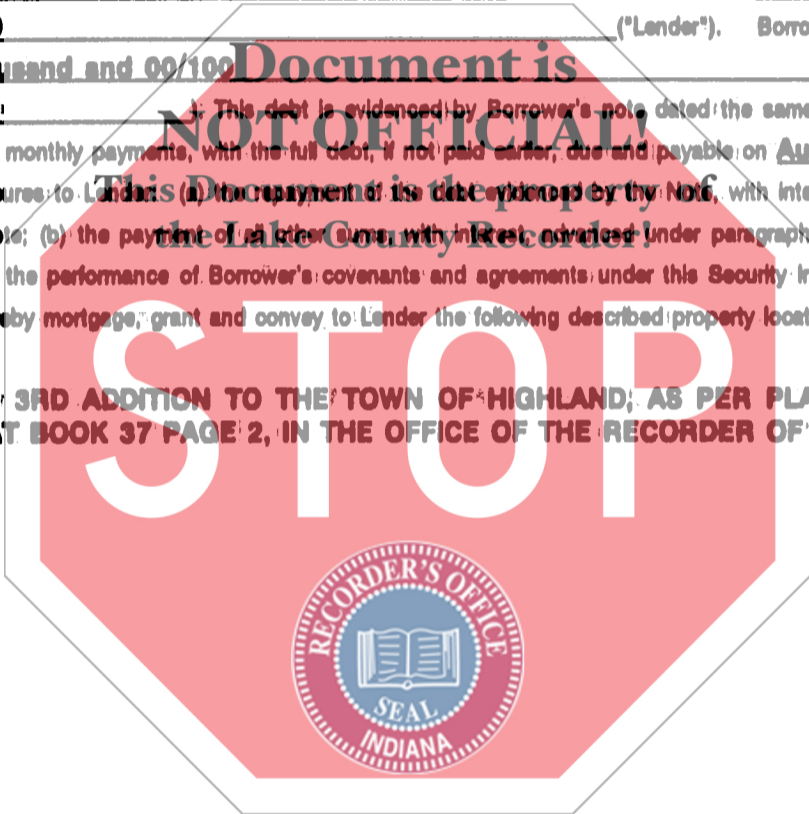 ("Lender"). Borro
usand and 00/100
Document is
This debt is evidenced by Borrower's note dated the sam
NOT OFFICIAL!
monthly payments, with the full debt, if not paid earlier, due and payable on Au
ures to Lender: (a) the repayment of the debt evidenced by the Note, with inte
This Document is the property of
te; (b) the payment of all other sums, with interest, advanced under paragraph
the Lake County Recorder!
the performance of Borrower's covenants and agreements under this Security I
eby mortgage, grant and convey to Lender the following described property locat
3RD ADDITION TO THE TOWN OF HIGHLAND, AS PER PLA
AT BOOK 37 PAGE 2, IN THE OFFICE OF THE RECORDER OF
STOP
RECORDER'S OFFICE
SEAL
INDIANA